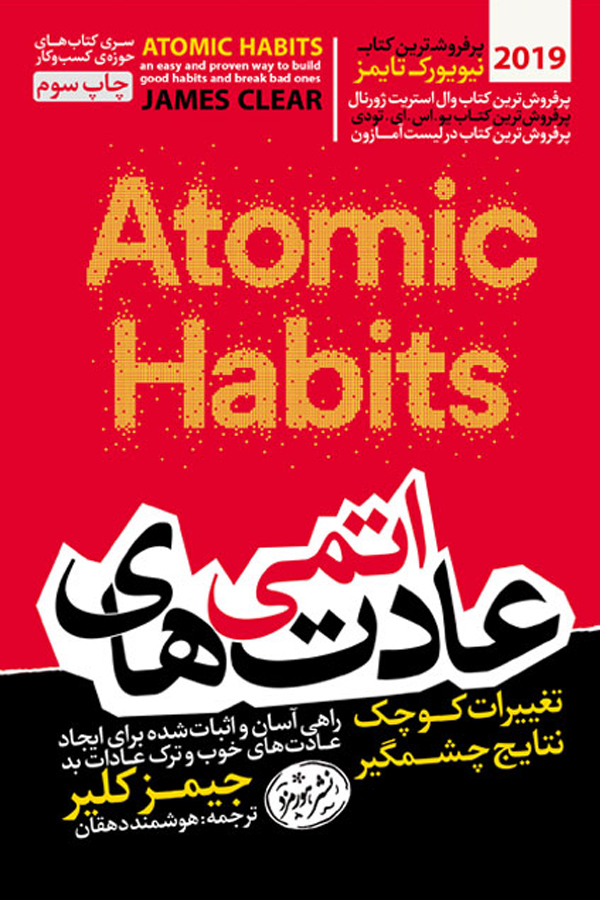 2019
پرفروش‌ترین کتاب
نیویورک تایمز
پرفروش‌ترین کتاب وال استریت ژورنال
پرفروش‌ترین کتاب یو.اس.ای.تودی
پرفروش‌ترین کتاب در لیست آمازون
ATOMIC HABITS
an easy and proven way to build
good habits and break bad ones
JAMES CLEAR
سری کتاب‌های
حوزه‌ی کسب‌وکار
چاپ سوم
Atomic
Habits
عادت‌های
اتمی
تغییرات کوچک
نتایج چشمگیر
راهی آسان و اثبات شده برای ایجاد
عادت‌های خوب و ترک عادات بد
جیمز کلیر
ترجمه: هوشمند دهقان
نشر هورمزد